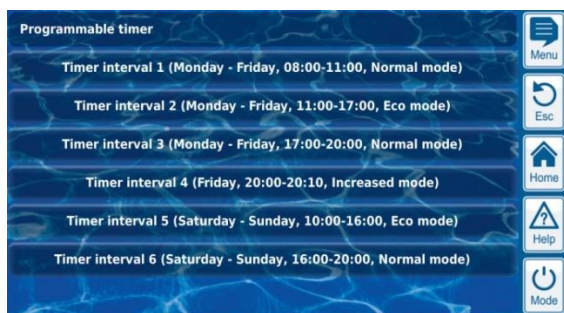 Programmable timer
Timer interval 1 (Monday - Friday, 08:00-11:00, Normal mode)
Timer interval 2 (Monday - Friday, 11:00-17:00, Eco mode)
Timer interval 3 (Monday - Friday, 17:00-20:00, Normal mode)
Timer interval 4 (Friday, 20:00-20:10, Increased mode)
Timer interval 5 (Saturday - Sunday, 10:00-16:00, Eco mode)
Timer interval 6 (Saturday - Sunday, 16:00-20:00, Normal mode)
Menu
Esc
Home
?
Help
Mode